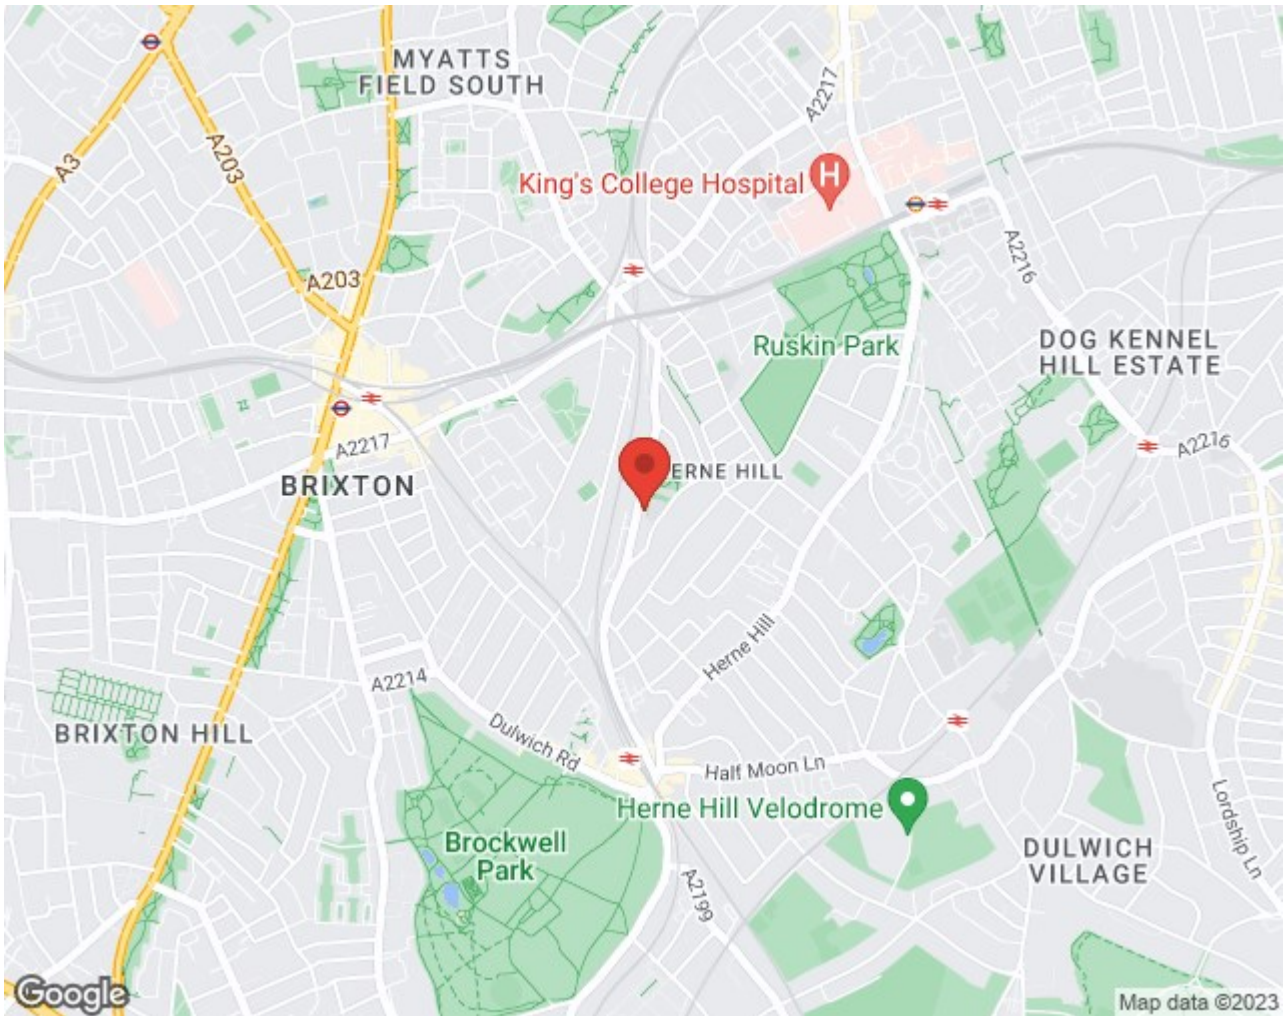 MYATTS
FIELD SOUTH
A2217
A3
A203
King's College Hospital
H
A203
A2216
Ruskin Park
DOG KENNEL
HILL ESTATE
A2217
A2216
ERNE HILL
BRIXTON
Herne Hill
A2214
BRIXTON HILL
Dulwich Rd
Half Moon Ln
Herne Hill Velodrome
Lordship Ln
Brockwell
Park
DULWICH
VILLAGE
A2199
Google
Map data ©2023